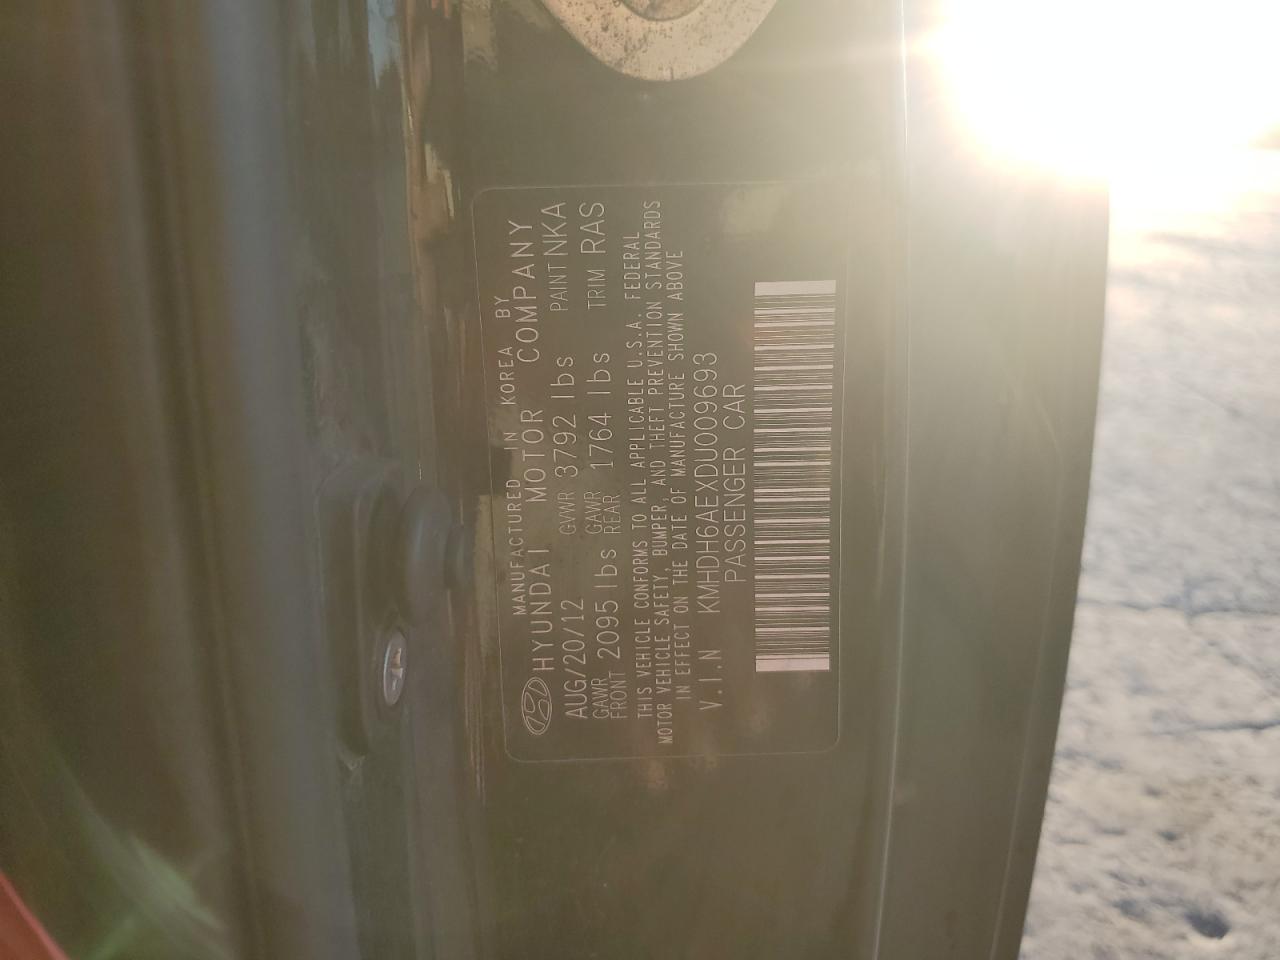 MANUFACTURED IN KOREA BY
HYUNDAI MOTOR COMPANY
AUG/20/12 GVWR 3792 lbs PAINT NKA
GAWR FRONT 2095 lbs GAWR REAR 1764 lbs TRIM RAS
THIS VEHICLE CONFORMS TO ALL APPLICABLE U.S.A. FEDERAL
MOTOR VEHICLE SAFETY, BUMPER, AND THEFT PREVENTION STANDARDS
IN EFFECT ON THE DATE OF MANUFACTURE SHOWN ABOVE
V.I.N KMHDH6AEXDU009693
PASSENGER CAR